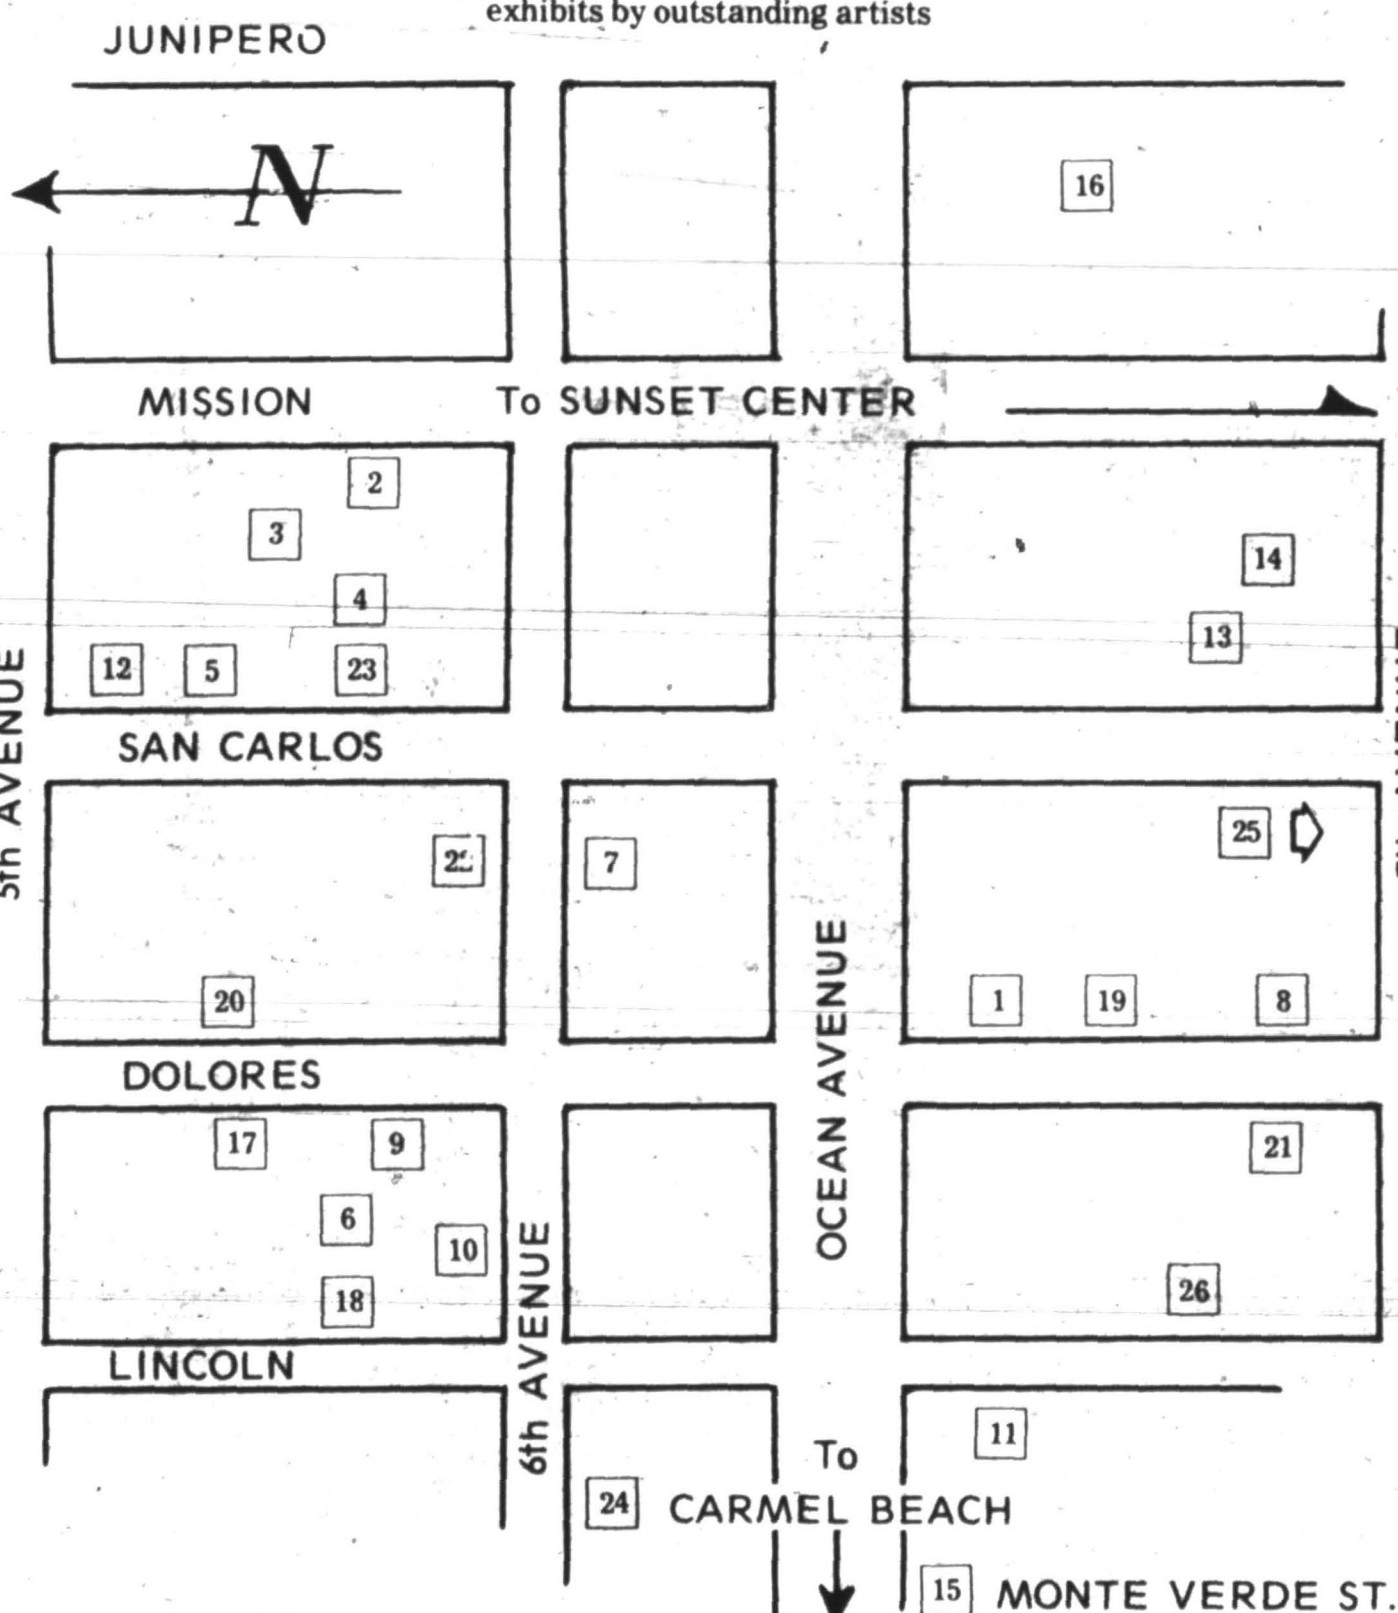 exhibits by outstanding artists
JUNIPERO
N
16
MISSION To SUNSET CENTER
2
3
14
4
13
12 5 23
5th AVENUE
SAN CARLOS
25
7
20 1 19 8
OCEAN AVENUE
DOLORES
17 9 21
6
10
26
18
6th AVENUE
LINCOLN
11
To
24 CARMEL BEACH
15 MONTE VERDE ST.